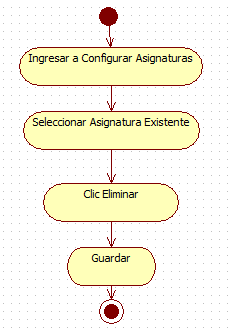 Ingresar a Configurar Asignaturas
Seleccionar Asignatura Existente
Clic Eliminar
Guardar